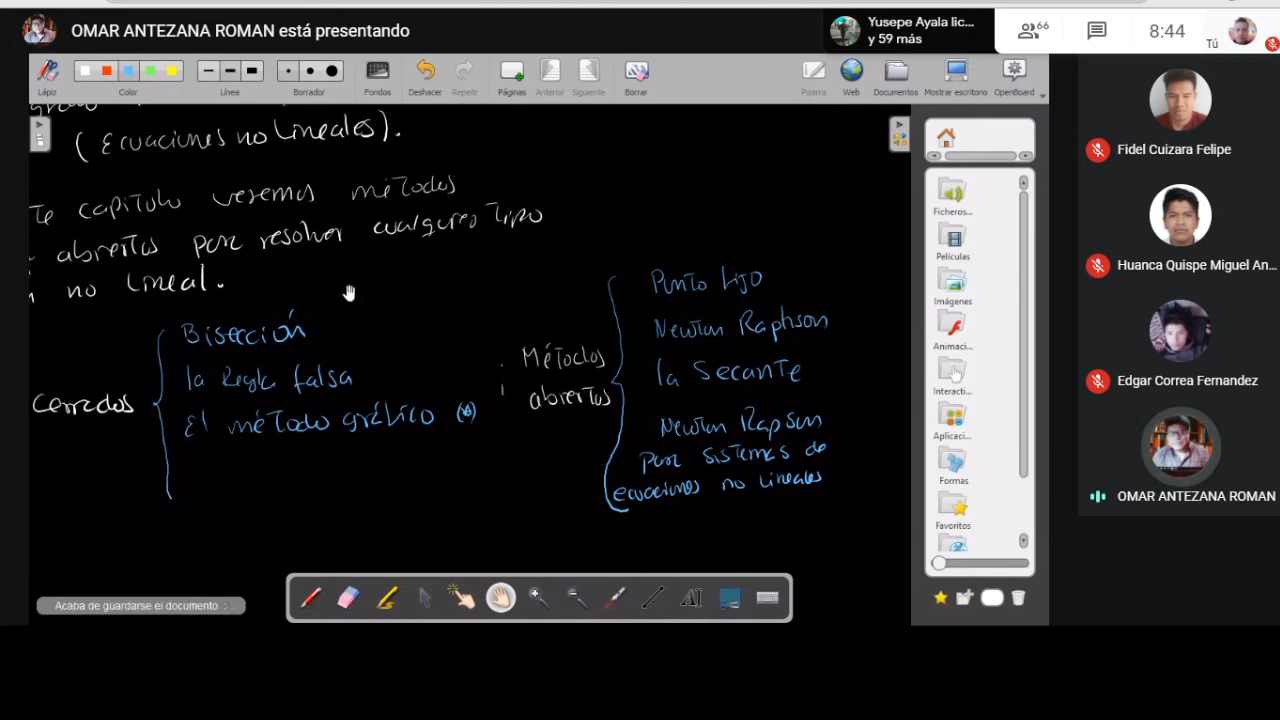 OMAR ANTEZANA ROMAN está presentando
Yusepe Ayala lic...
y 59 más
66
8:44
Tú
Lápiz
Color
Línea
Borrador
Fondos
Deshacer
Repetir
Páginas
Anterior
Siguiente
Borrar
Pizarra
Web
Documentos
Mostrar escritorio
OpenBoard
(Ecuaciones no Lineales).
te capítulo veremos métodos
abiertos para resolver cualquier tipo
no lineal.
Cerrados
Bisección
la Regla falsa
El método gráfico (*)
Métodos
abiertos
Punto fijo
Newton Raphson
la Secante
Newton Rapson
para sistemas de
ecuaciones no lineales
Ficheros...
Películas
Imágenes
Animaci...
Interacti...
Aplicaci...
Formas
Favoritos
Fidel Cuizara Felipe
Huanca Quispe Miguel An...
Edgar Correa Fernandez
OMAR ANTEZANA ROMAN
Acaba de guardarse el documento
AI